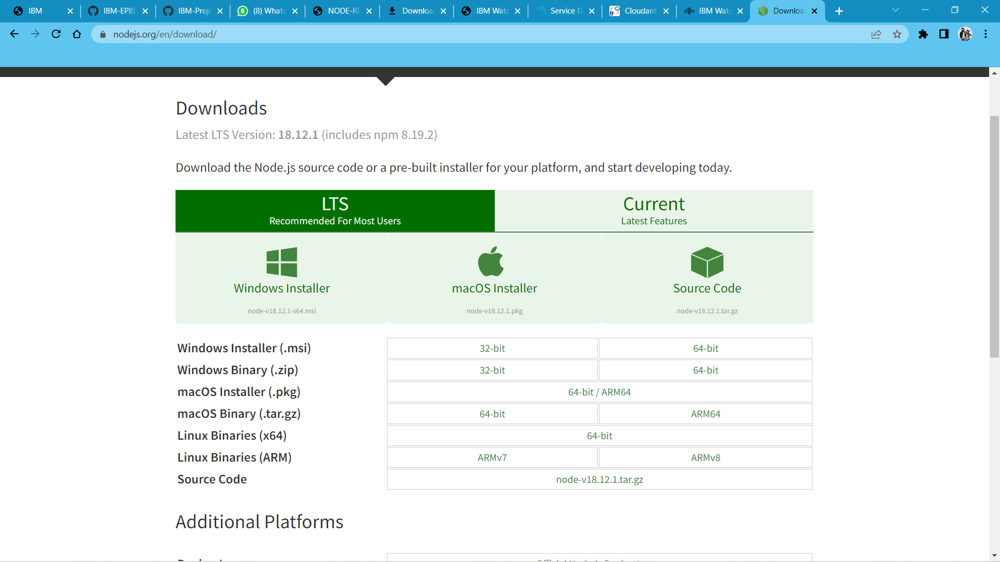 IBM
IBM-EPBL
IBM-Proje
(8) Whats
NODE-RE
Downloa
IBM Wats
Service D
Cloudant
IBM Wats
Downloa
nodejs.org/en/download/
Downloads
Latest LTS Version: 18.12.1 (includes npm 8.19.2)
Download the Node.js source code or a pre-built installer for your platform, and start developing today.
LTS
Recommended For Most Users
Current
Latest Features
Windows Installer
node-v18.12.1-x64.msi
macOS Installer
node-v18.12.1.pkg
Source Code
node-v18.12.1.tar.gz
Windows Installer (.msi) 32-bit 64-bit
Windows Binary (.zip) 32-bit 64-bit
macOS Installer (.pkg) 64-bit / ARM64
macOS Binary (.tar.gz) 64-bit ARM64
Linux Binaries (x64) 64-bit
Linux Binaries (ARM) ARMv7 ARMv8
Source Code node-v18.12.1.tar.gz
Additional Platforms